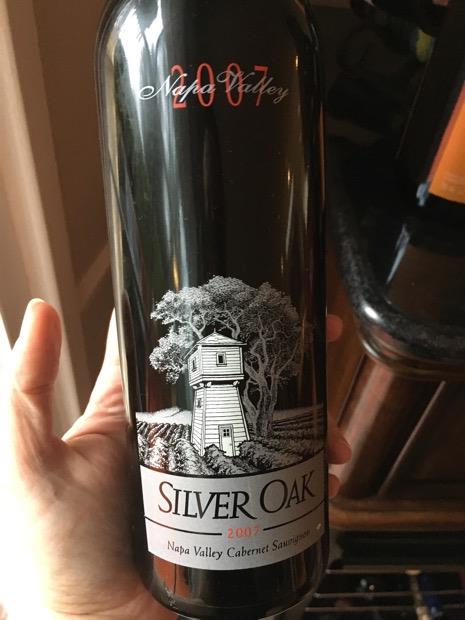 2007
Napa Valley
SILVER OAK
2007
Napa Valley Cabernet Sauvignon